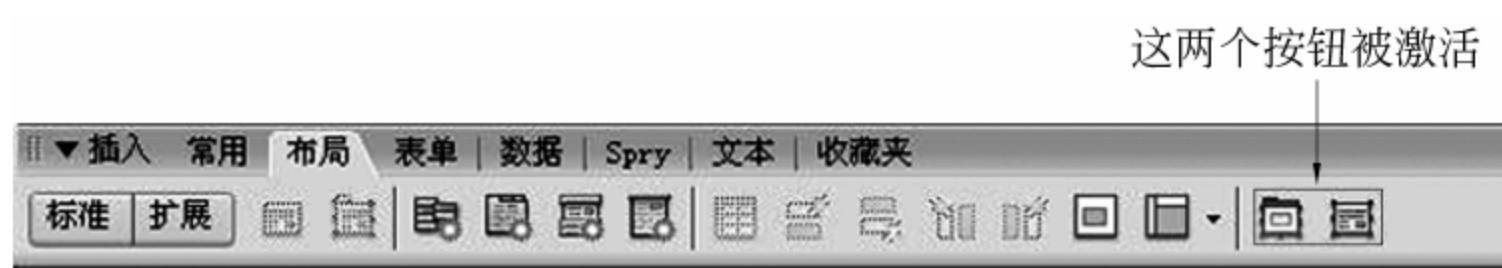 这两个按钮被激活
▼插入 常用 布局 表单 | 数据 | Spry | 文本 | 收藏夹
标准 扩展